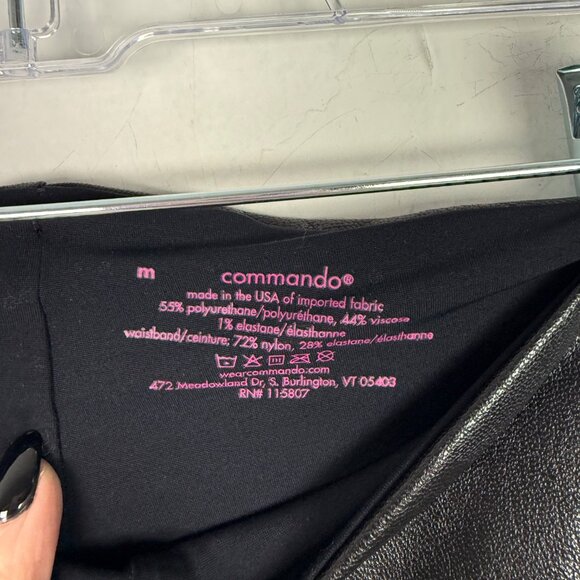 m
commando®
made in the USA of imported fabric
55% polyurethane/polyuréthane, 44% viscose
1% elastane/élasthanne
waistband/ceinture; 72% nylon, 28% elastane/élasthanne
wearcommando.com
472 Meadowland Dr, S. Burlington, VT 05403
RN# 115807